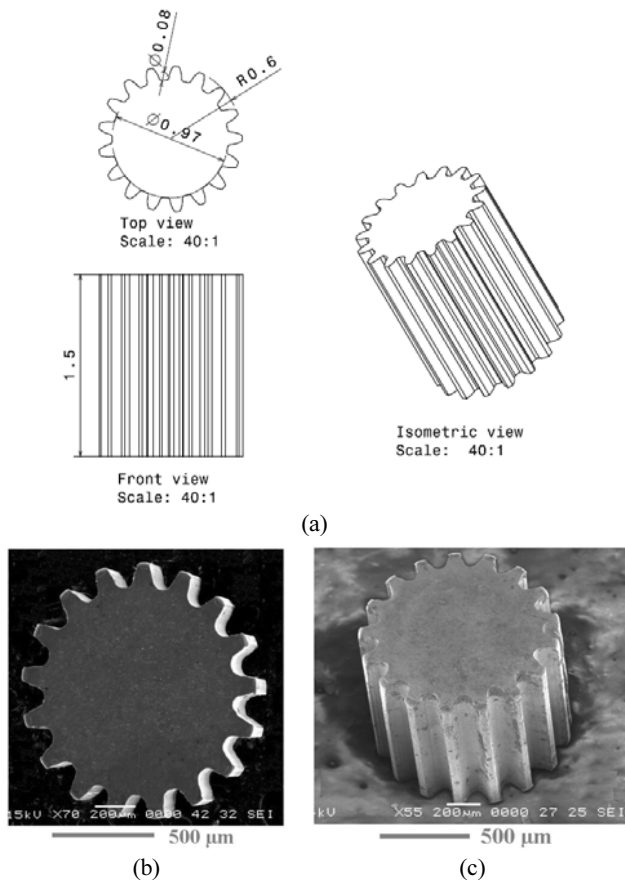 Ø0.08
R0.6
Ø0.97
Top view
Scale: 40:1
1.5
Front view
Scale: 40:1
Isometric view
Scale: 40:1
(a)
15kV X70 200μm 0000 42 32 SEI
500 μm
(b)
kV X55 200μm 0000 27 25 SEI
500 μm
(c)